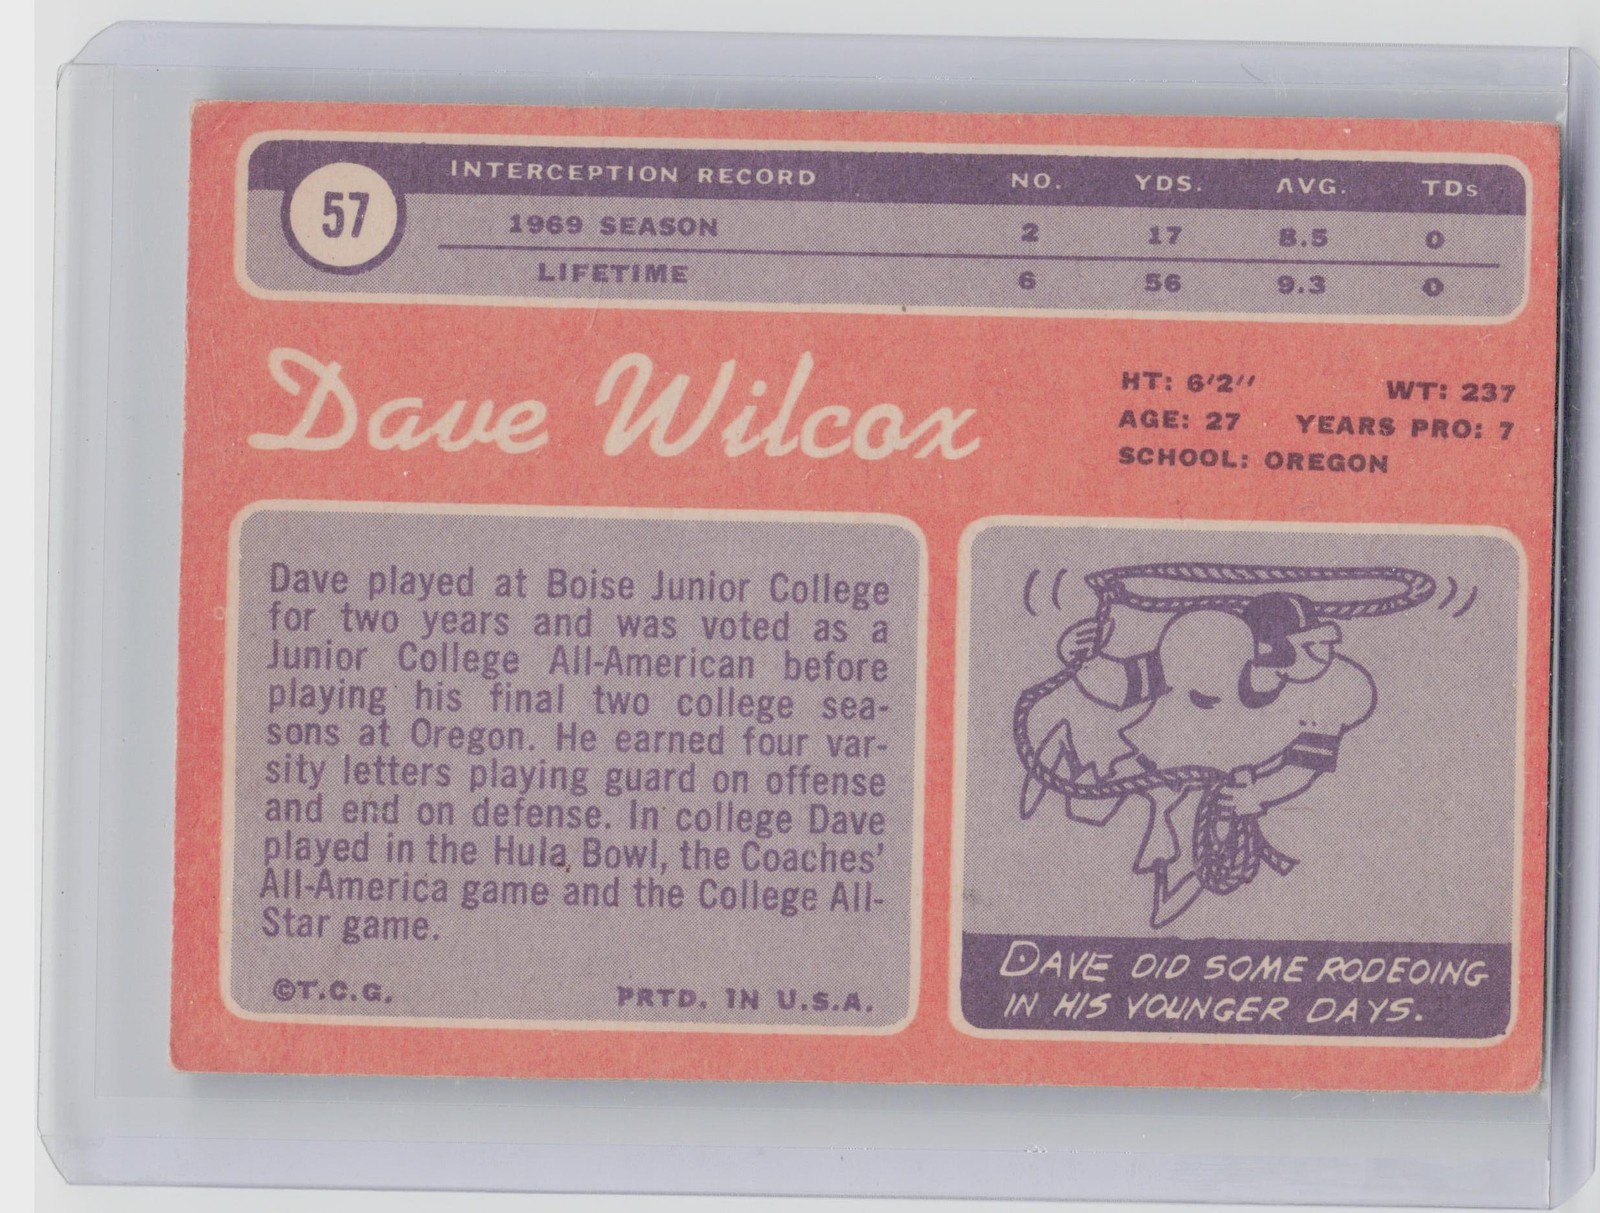 57
INTERCEPTION RECORD NO. YDS. AVG. TDs
1969 SEASON 2 17 8.5 0
LIFETIME 6 56 9.3 0
Dave Wilcox
HT: 6'2" WT: 237
AGE: 27 YEARS PRO: 7
SCHOOL: OREGON
Dave played at Boise Junior College
for two years and was voted as a
Junior College All-American before
playing his final two college sea-
sons at Oregon. He earned four var-
sity letters playing guard on offense
and end on defense. In college Dave
played in the Hula Bowl, the Coaches'
All-America game and the College All-
Star game.
©T.C.G. PRTD. IN U.S.A.
DAVE DID SOME RODEOING
IN HIS YOUNGER DAYS.